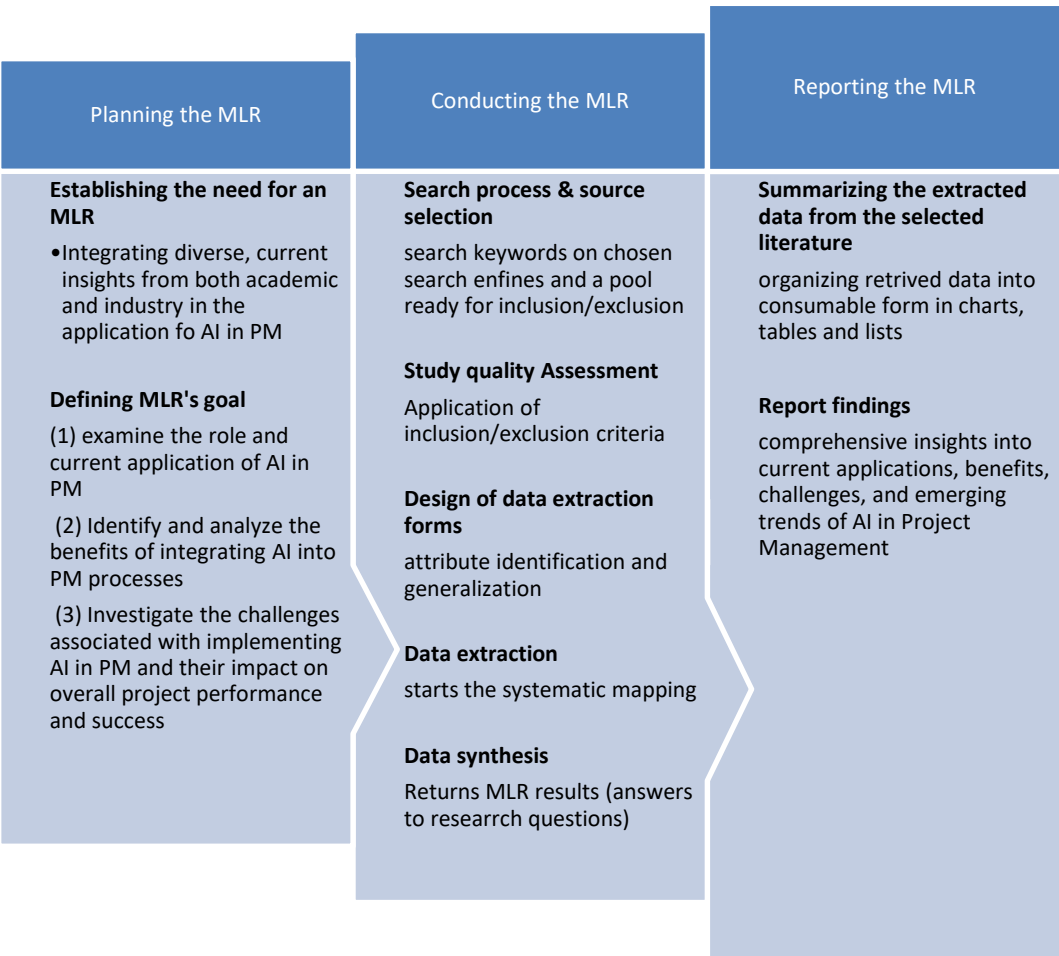 Planning the MLR
Establishing the need for an
MLR
•Integrating diverse, current
insights from both academic
and industry in the
application fo AI in PM
Defining MLR's goal
(1) examine the role and
current application of AI in
PM
(2) Identify and analyze the
benefits of integrating AI into
PM processes
(3) Investigate the challenges
associated with implementing
AI in PM and their impact on
overall project performance
and success
Conducting the MLR
Search process & source
selection
search keywords on chosen
search enfines and a pool
ready for inclusion/exclusion
Study quality Assessment
Application of
inclusion/exclusion criteria
Design of data extraction
forms
attribute identification and
generalization
Data extraction
starts the systematic mapping
Data synthesis
Returns MLR results (answers
to researrch questions)
Reporting the MLR
Summarizing the extracted
data from the selected
literature
organizing retrived data into
consumable form in charts,
tables and lists
Report findings
comprehensive insights into
current applications, benefits,
challenges, and emerging
trends of AI in Project
Management